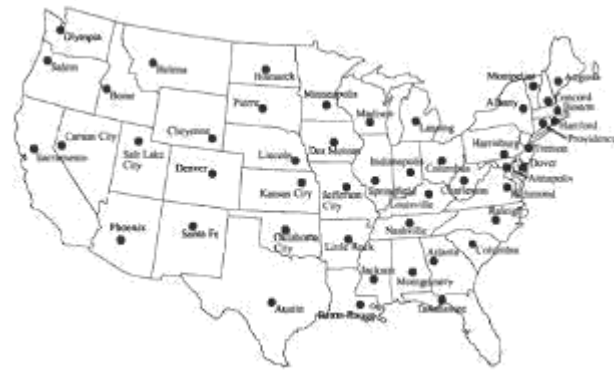 Olympia
Salem
Helena
Boise
Bismarck
Pierre
Minneapolis
Madison
Lansing
Montpelier
Augusta
Concord
Boston
Albany
Hartford
Providence
Carson City
Sacramento
Salt Lake
City
Cheyenne
Denver
Lincoln
Des Moines
Kansas City
Jefferson
City
Springfield
Indianapolis
Columbus
Charleston
Louisville
Harrisburg
Trenton
Dover
Annapolis
Richmond
Raleigh
Phoenix
Santa Fe
Oklahoma
City
Little Rock
Nashville
Atlanta
Columbia
Jackson
Montgomery
Austin
Baton Rouge
Tallahassee